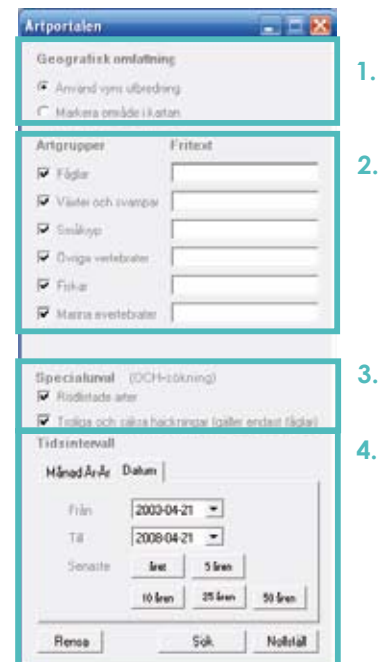 Artportalen
Geografisk omfattning
Använd vyns utbredning
Markera område i kartan
1.
Artgrupper Fritext
2.
Fåglar
Växter och svampar
Småkryp
Övriga vertebrater
Fiskar
Marina evertebrater
3.
Specialurval (OCH-sökning)
Rödlistade arter
Troliga och säkra häckningar (gäller endast fåglar)
4.
Tidsintervall
Månad År-År Datum
Från 2003-04-21
Till 2008-04-21
Senaste året 5 åren
10 åren 25 åren 50 åren
Rensa Sök Nollställ